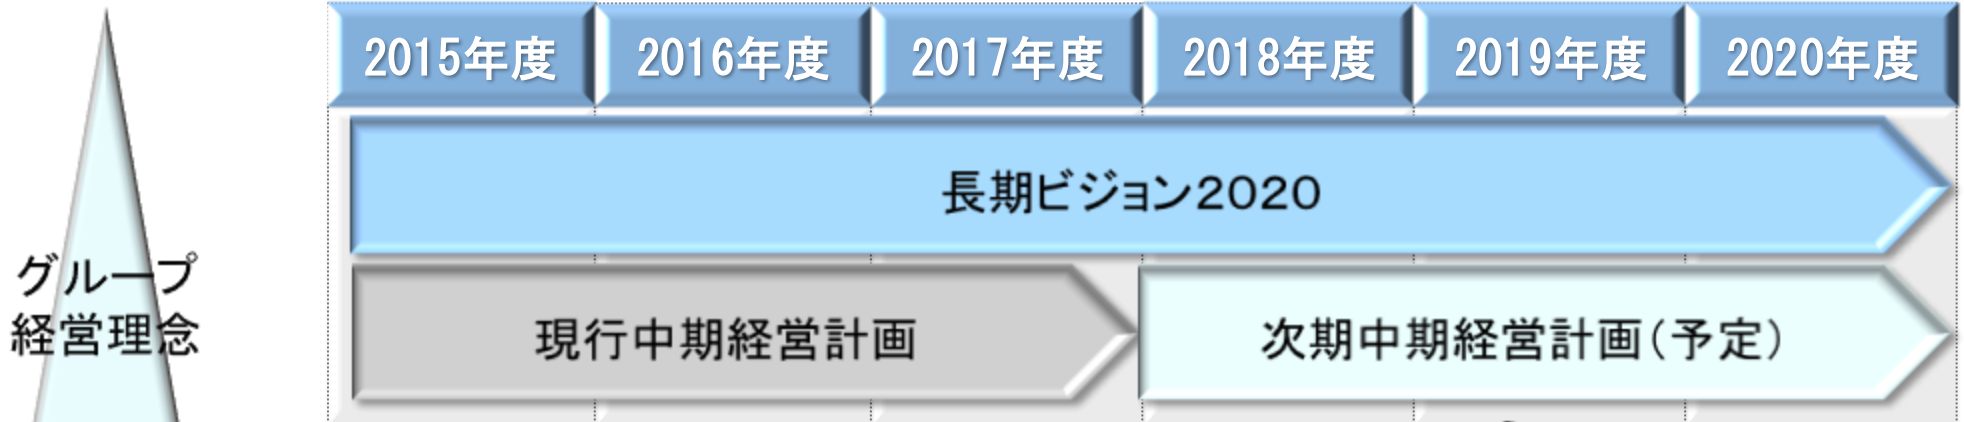 2015年度
2016年度
2017年度
2018年度
2019年度
2020年度
長期ビジョン2020
グループ
経営理念
現行中期経営計画
次期中期経営計画(予定)